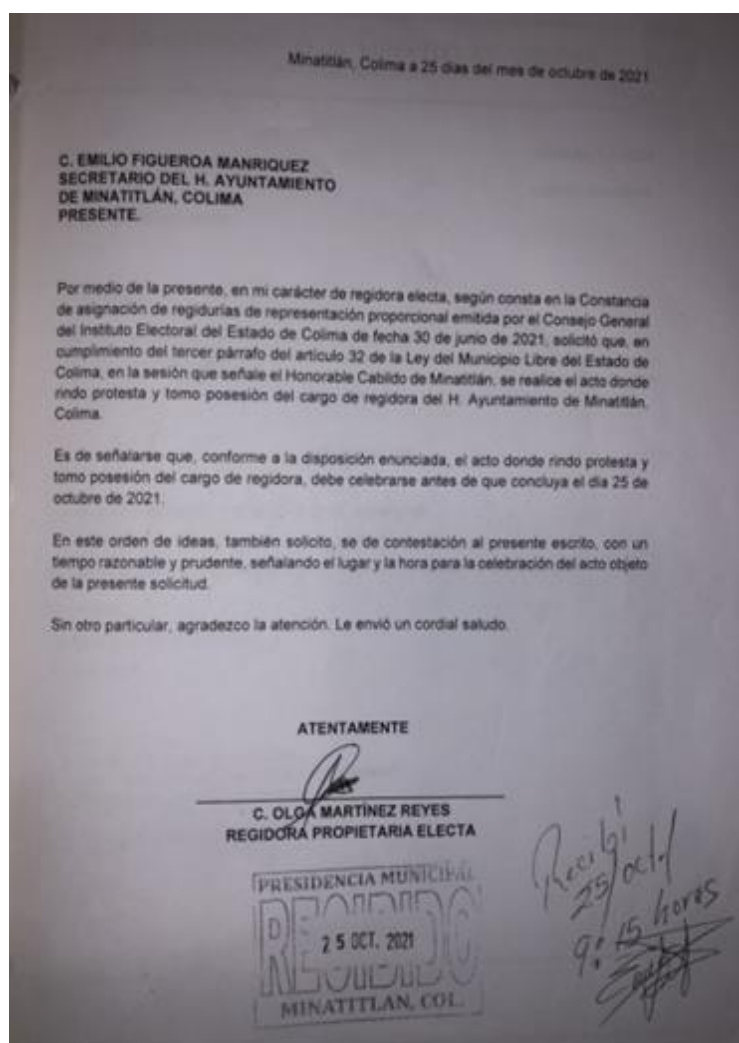 Minatitlán, Colima a 25 días del mes de octubre de 2021
C. EMILIO FIGUEROA MANRIQUEZ
SECRETARIO DEL H. AYUNTAMIENTO
DE MINATITLÁN, COLIMA
PRESENTE.
Por medio de la presente, en mi carácter de regidora electa, según consta en la Constancia
de asignación de regidurías de representación proporcional emitida por el Consejo General
del Instituto Electoral del Estado de Colima de fecha 30 de junio de 2021, solicitó que, en
cumplimiento del tercer párrafo del artículo 32 de la Ley del Municipio Libre del Estado de
Colima, en la sesión que señale el Honorable Cabildo de Minatitlán, se realice el acto donde
rindo protesta y tomo posesión del cargo de regidora del H. Ayuntamiento de Minatitlán,
Colima.
Es de señalarse que, conforme a la disposición enunciada, el acto donde rindo protesta y
tomo posesión del cargo de regidora, debe celebrarse antes de que concluya el día 25 de
octubre de 2021.
En este orden de ideas, también solicito, se de contestación al presente escrito, con un
tiempo razonable y prudente, señalando el lugar y la hora para la celebración del acto objeto
de la presente solicitud.
Sin otro particular, agradezco la atención. Le envió un cordial saludo.
ATENTAMENTE
C. OLGA MARTÍNEZ REYES
REGIDORA PROPIETARIA ELECTA
PRESIDENCIA MUNICIPAL
RECIBIDO
25 OCT. 2021
MINATITLAN, COL.
Recibí
25/oct/
9:15 horas